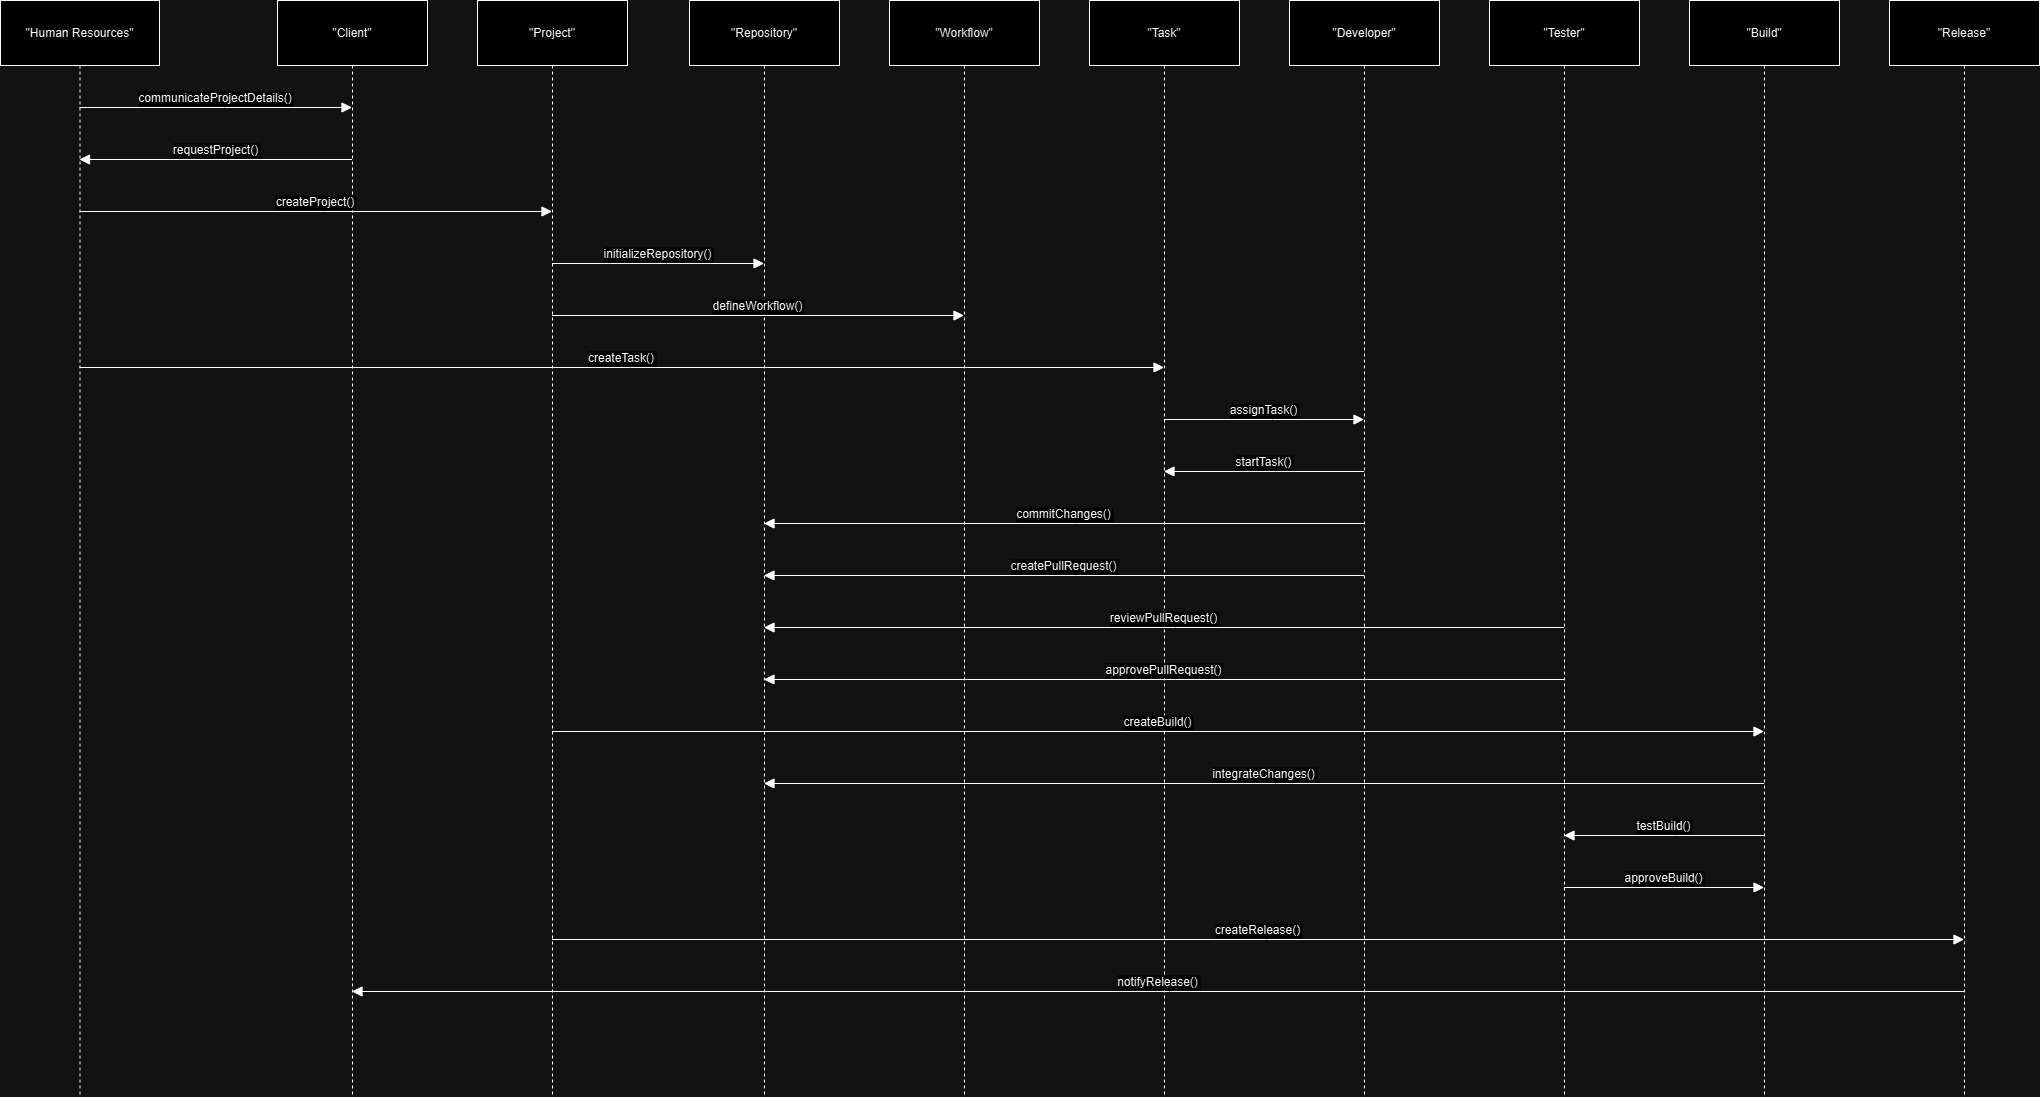 "Human Resources"
"Client"
"Project"
"Repository"
"Workflow"
"Task"
"Developer"
"Tester"
"Build"
"Release"
communicateProjectDetails()
requestProject()
createProject()
initializeRepository()
defineWorkflow()
createTask()
assignTask()
startTask()
commitChanges()
createPullRequest()
reviewPullRequest()
approvePullRequest()
createBuild()
integrateChanges()
testBuild()
approveBuild()
createRelease()
notifyRelease()